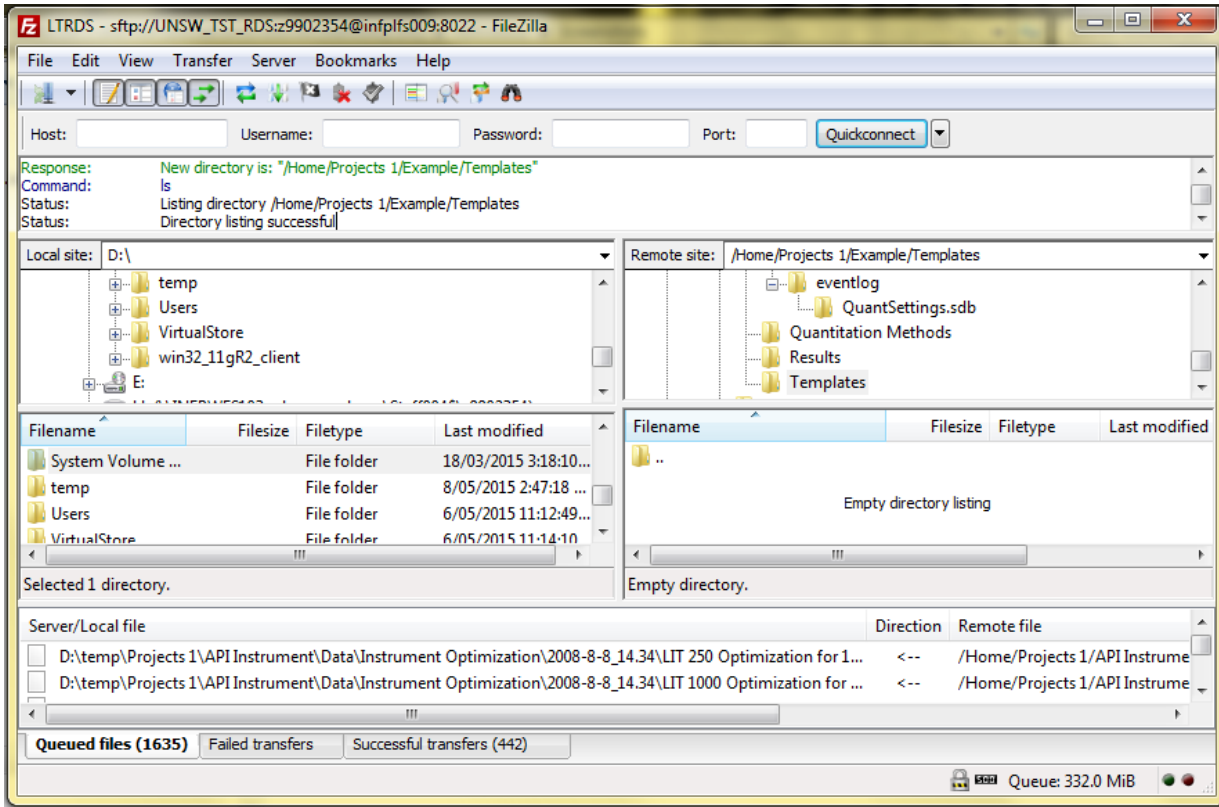 LTRDS - sftp://UNSW_TST_RDS:z9902354@infplfs009:8022 - FileZilla
File Edit View Transfer Server Bookmarks Help
Host: Username: Password: Port: Quickconnect
Response: New directory is: "/Home/Projects 1/Example/Templates"
Command: ls
Status: Listing directory /Home/Projects 1/Example/Templates
Status: Directory listing successful
Local site: D:\
temp
Users
VirtualStore
win32_11gR2_client
E:
Remote site: /Home/Projects 1/Example/Templates
eventlog
QuantSettings.sdb
Quantitation Methods
Results
Templates
Filename Filesize Filetype Last modified
System Volume ... File folder 18/03/2015 3:18:10...
temp File folder 8/05/2015 2:47:18 ...
Users File folder 6/05/2015 11:12:49...
VirtualStore File folder 6/05/2015 11:14:10
Selected 1 directory.
Filename Filesize Filetype Last modified
..
Empty directory listing
Empty directory.
Server/Local file Direction Remote file
D:\temp\Projects 1\API Instrument\Data\Instrument Optimization\2008-8-8_14.34\LIT 250 Optimization for 1... <-- /Home/Projects 1/API Instrume
D:\temp\Projects 1\API Instrument\Data\Instrument Optimization\2008-8-8_14.34\LIT 1000 Optimization for ... <-- /Home/Projects 1/API Instrume
Queued files (1635) Failed transfers Successful transfers (442)
Queue: 332.0 MiB